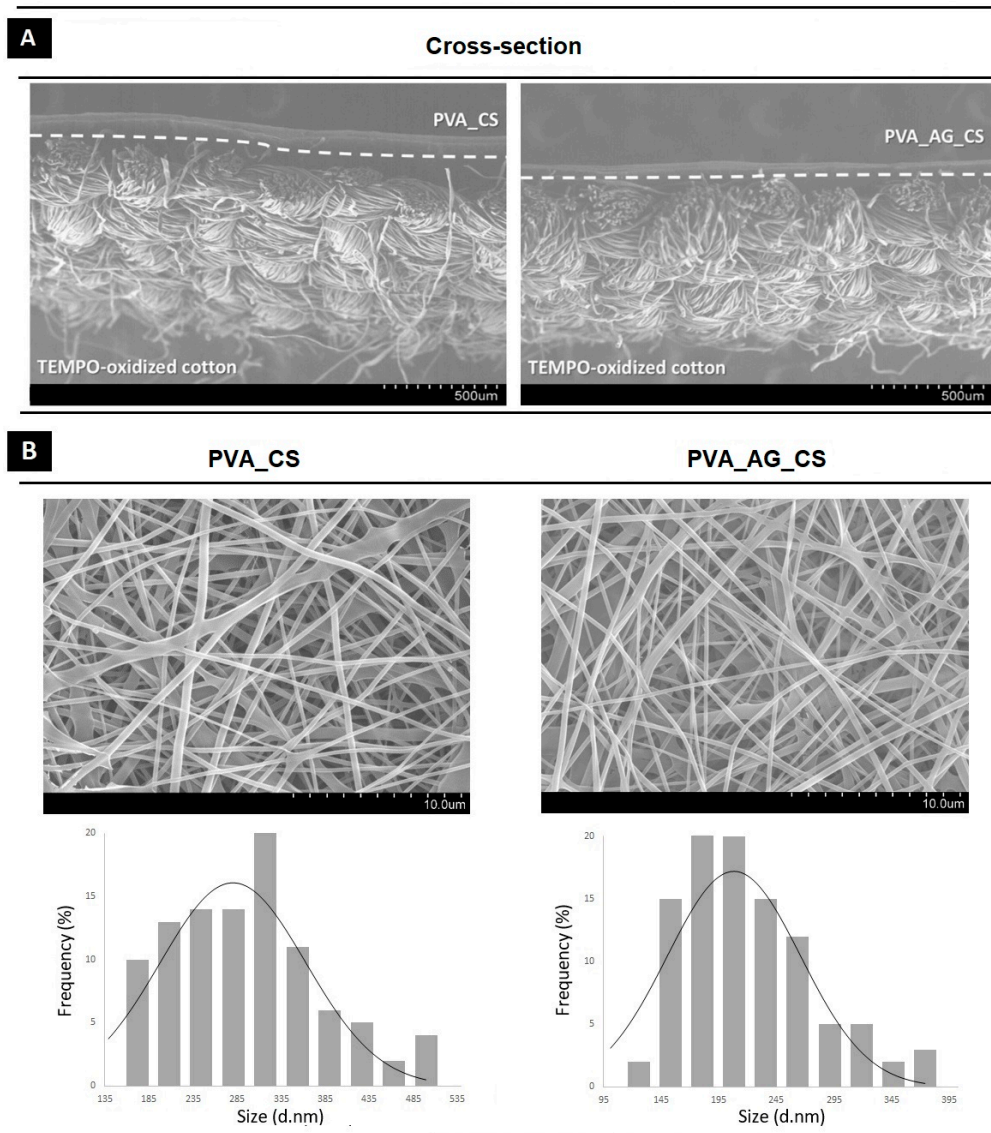 A
Cross-section
PVA_CS
TEMPO-oxidized cotton
500um
PVA_AG_CS
TEMPO-oxidized cotton
500um
B
PVA_CS
PVA_AG_CS
10.0um
10.0um
20
15
10
5
0
Frequency (%)
135 185 235 285 335 385 435 485 535
Size (d.nm)
20
15
10
5
0
Frequency (%)
95 145 195 245 295 345 395
Size (d.nm)